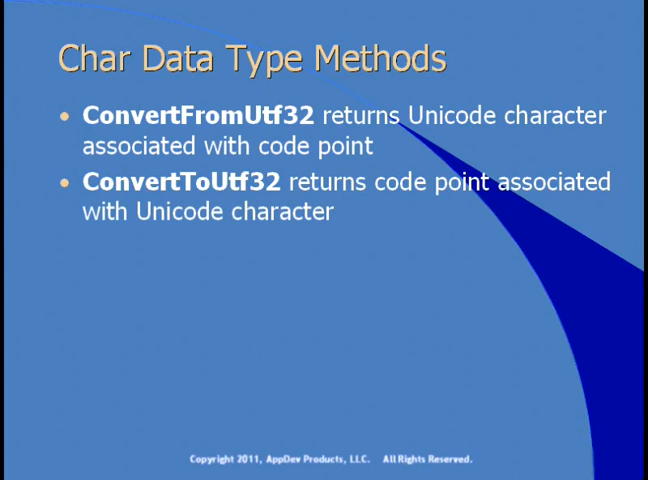 Char Data Type Methods
• ConvertFromUtf32 returns Unicode character
associated with code point
• ConvertToUtf32 returns code point associated
with Unicode character
Copyright 2011, AppDev Products, LLC. All Rights Reserved.